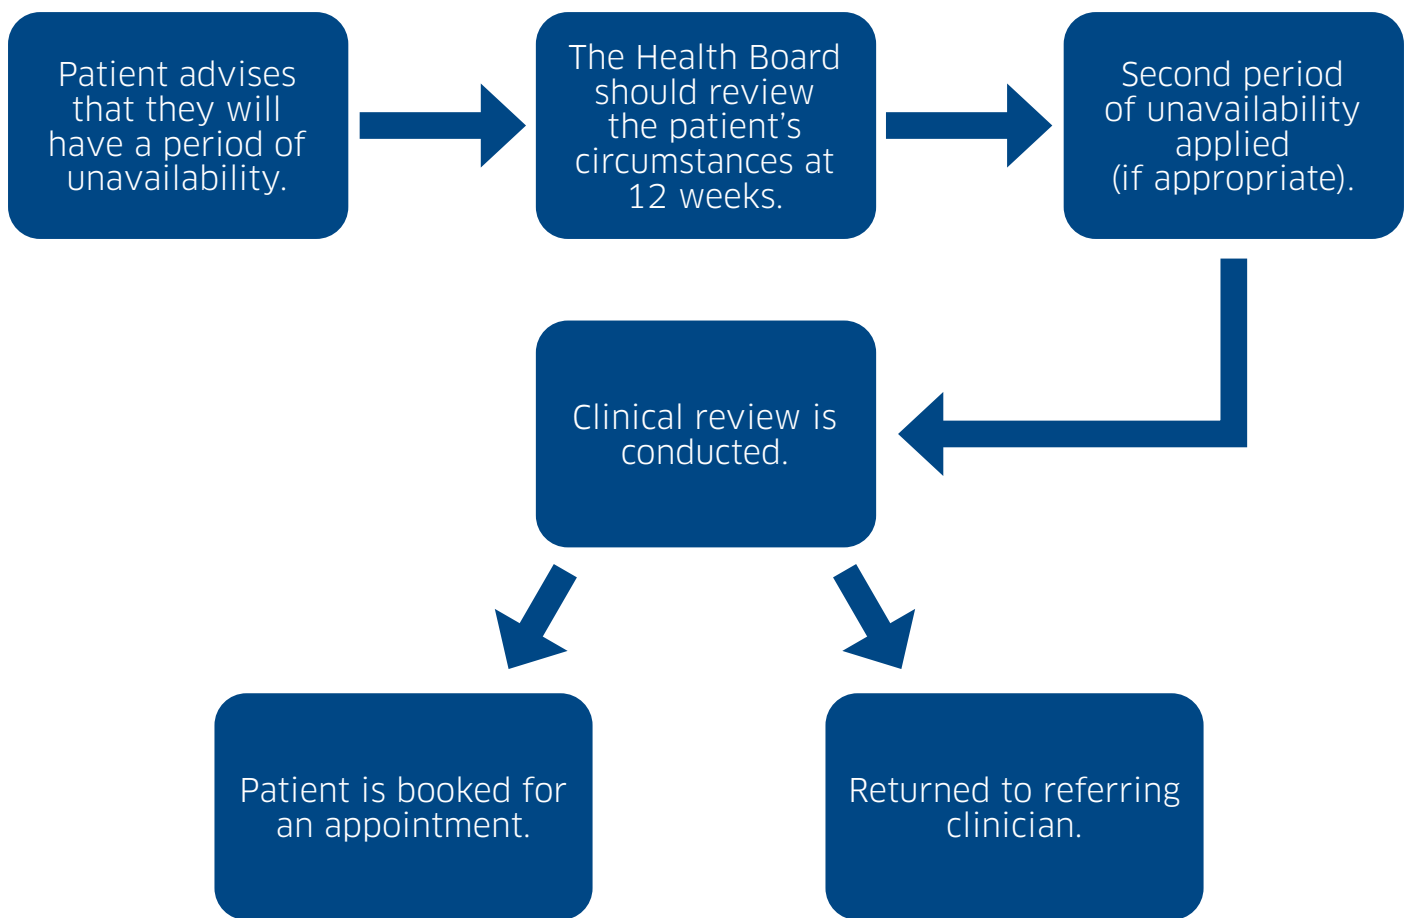 Patient advises
that they will
have a period of
unavailability.
The Health Board
should review
the patient’s
circumstances at
12 weeks.
Second period
of unavailability
applied
(if appropriate).
Clinical review is
conducted.
Patient is booked for
an appointment.
Returned to referring
clinician.